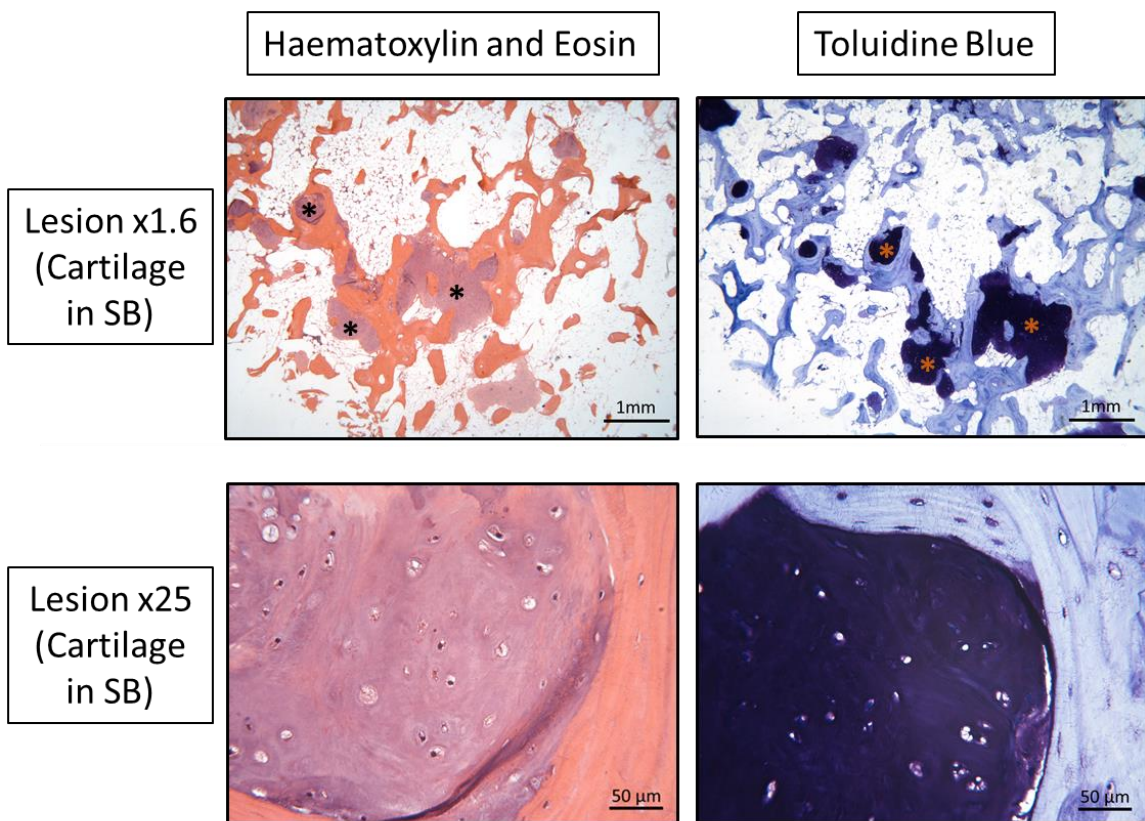 Haematoxylin and Eosin
Toluidine Blue
Lesion x1.6
(Cartilage
in SB)
*
*
*
1mm
*
*
*
1mm
Lesion x25
(Cartilage
in SB)
50 µm
50 µm